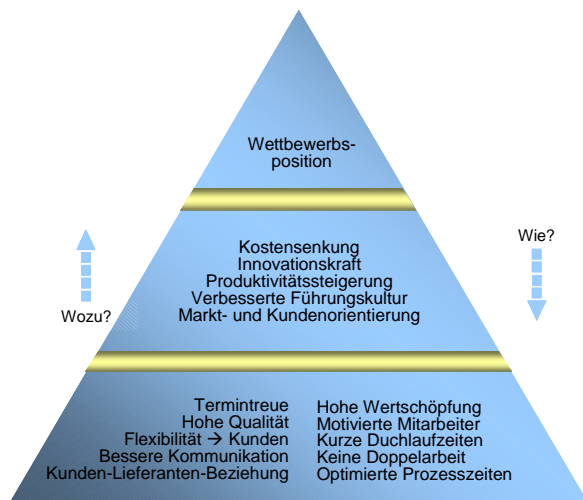 Wettbewerbs-
position
Wie?
Kostensenkung
Innovationskraft
Produktivitätssteigerung
Verbesserte Führungskultur
Markt- und Kundenorientierung
Wozu?
Termintreue
Hohe Qualität
Flexibilität → Kunden
Bessere Kommunikation
Kunden-Lieferanten-Beziehung
Hohe Wertschöpfung
Motivierte Mitarbeiter
Kurze Duchlaufzeiten
Keine Doppelarbeit
Optimierte Prozesszeiten